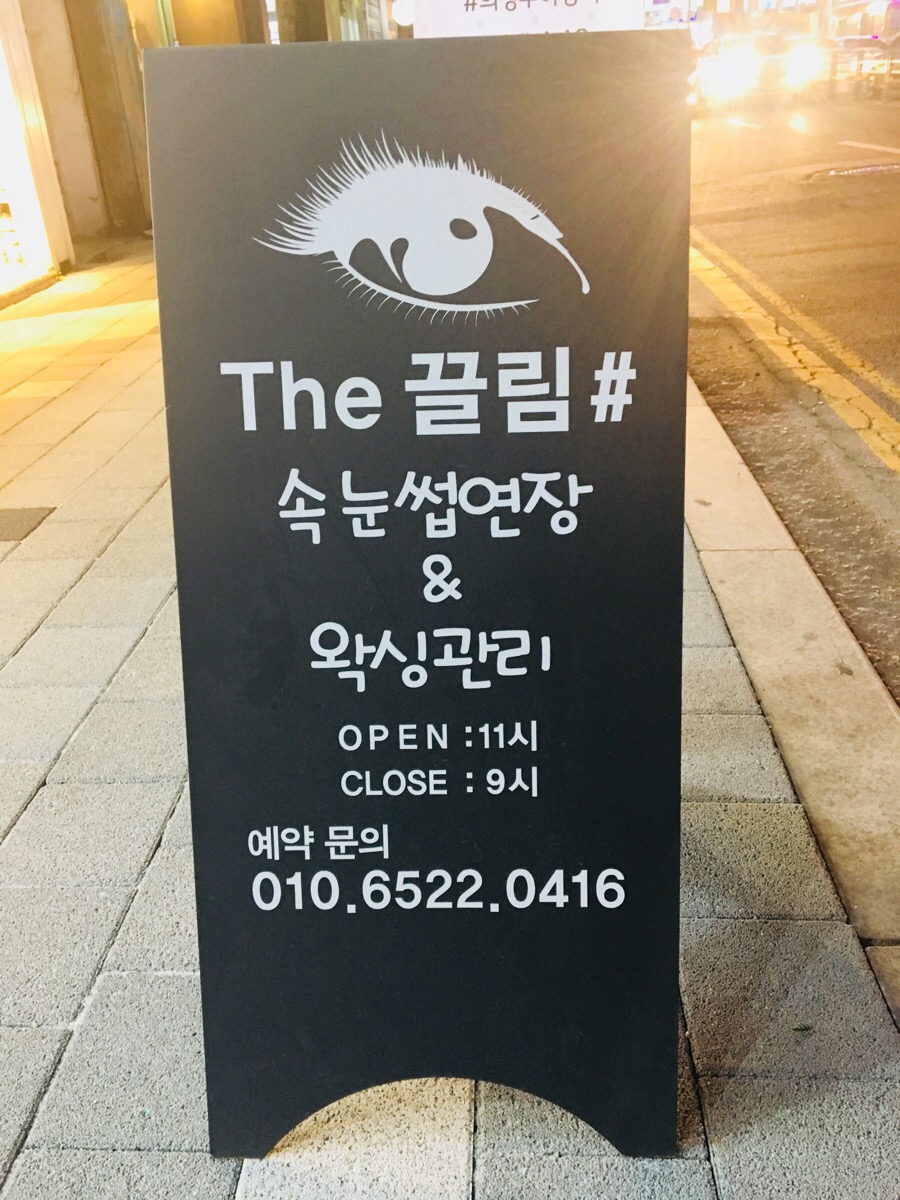 The 끌림 #
속눈썹연장
&
왁싱관리
OPEN : 11시
CLOSE : 9시
예약 문의
010.6522.0416